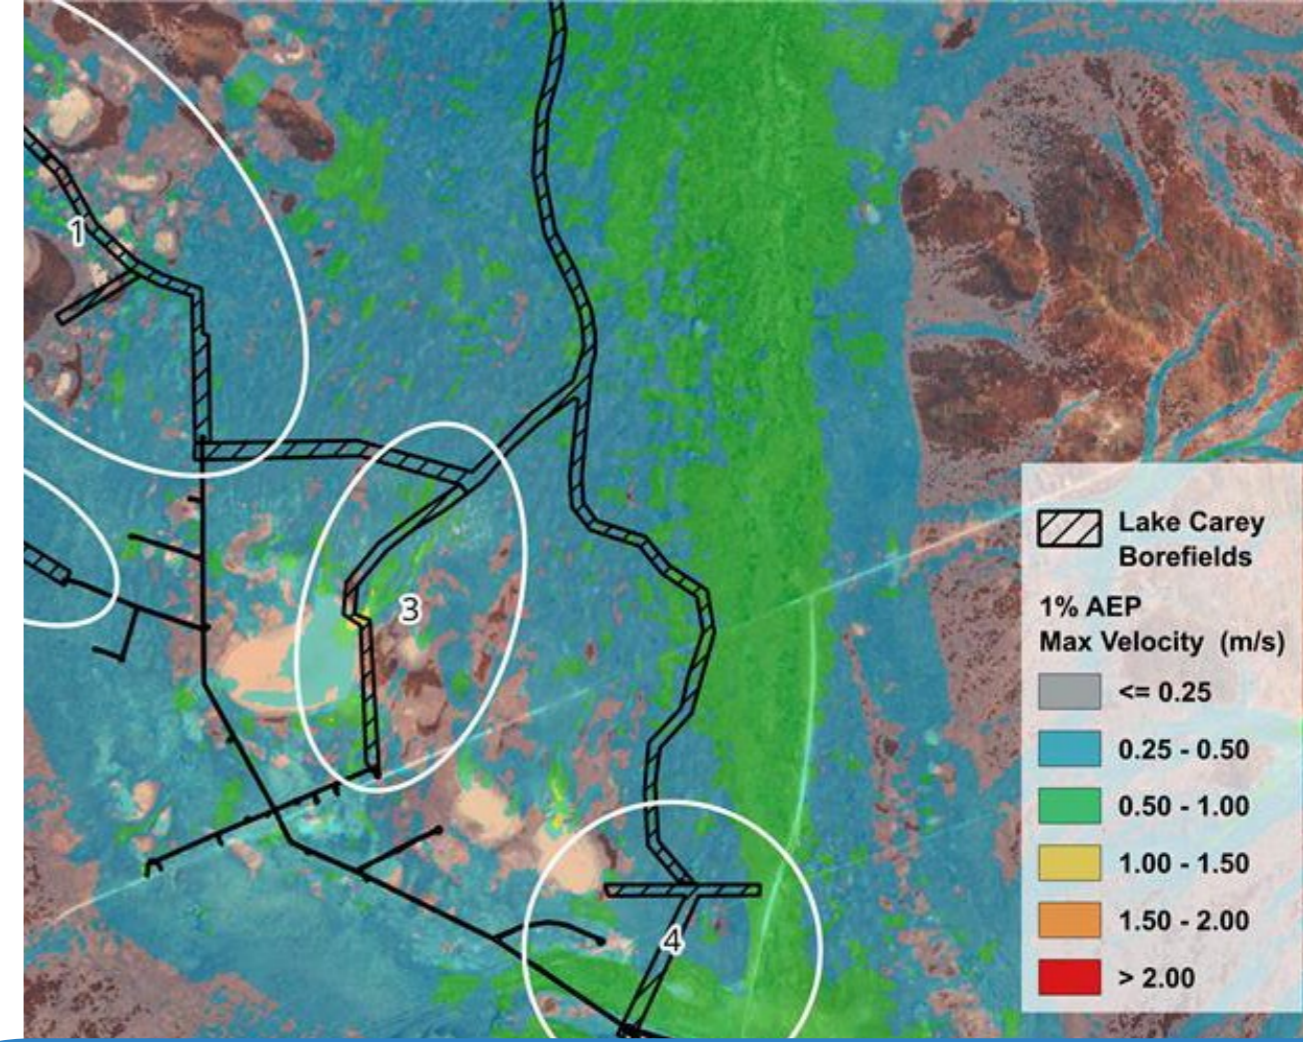 1
3
4
Lake Carey
Borefields
1% AEP
Max Velocity (m/s)
<= 0.25
0.25 - 0.50
0.50 - 1.00
1.00 - 1.50
1.50 - 2.00
> 2.00